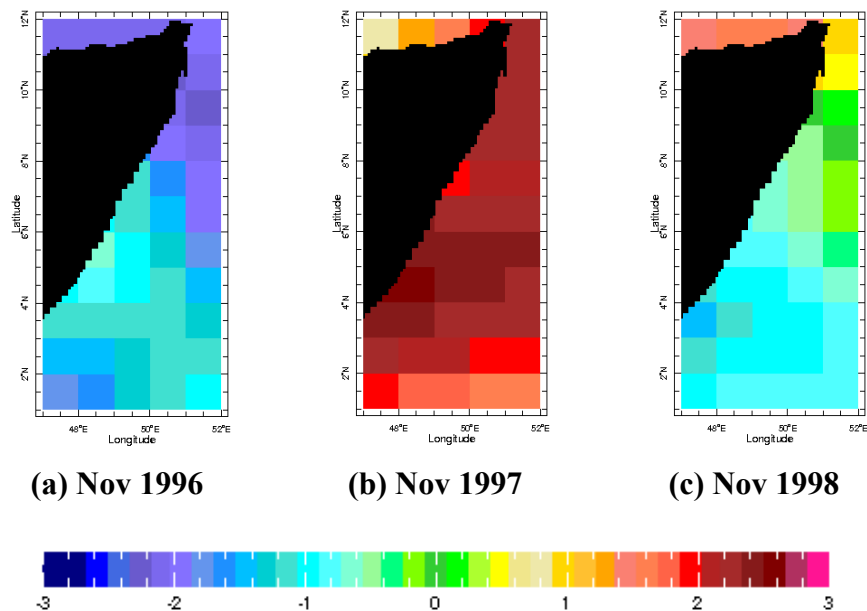 12°N
10°N
8°N
6°N
4°N
2°N
Latitude
48°E 50°E 52°E
Longitude
(a) Nov 1996
12°N
10°N
8°N
6°N
4°N
2°N
Latitude
48°E 50°E 52°E
Longitude
(b) Nov 1997
12°N
10°N
8°N
6°N
4°N
2°N
Latitude
48°E 50°E 52°E
Longitude
(c) Nov 1998
-3 -2 -1 0 1 2 3